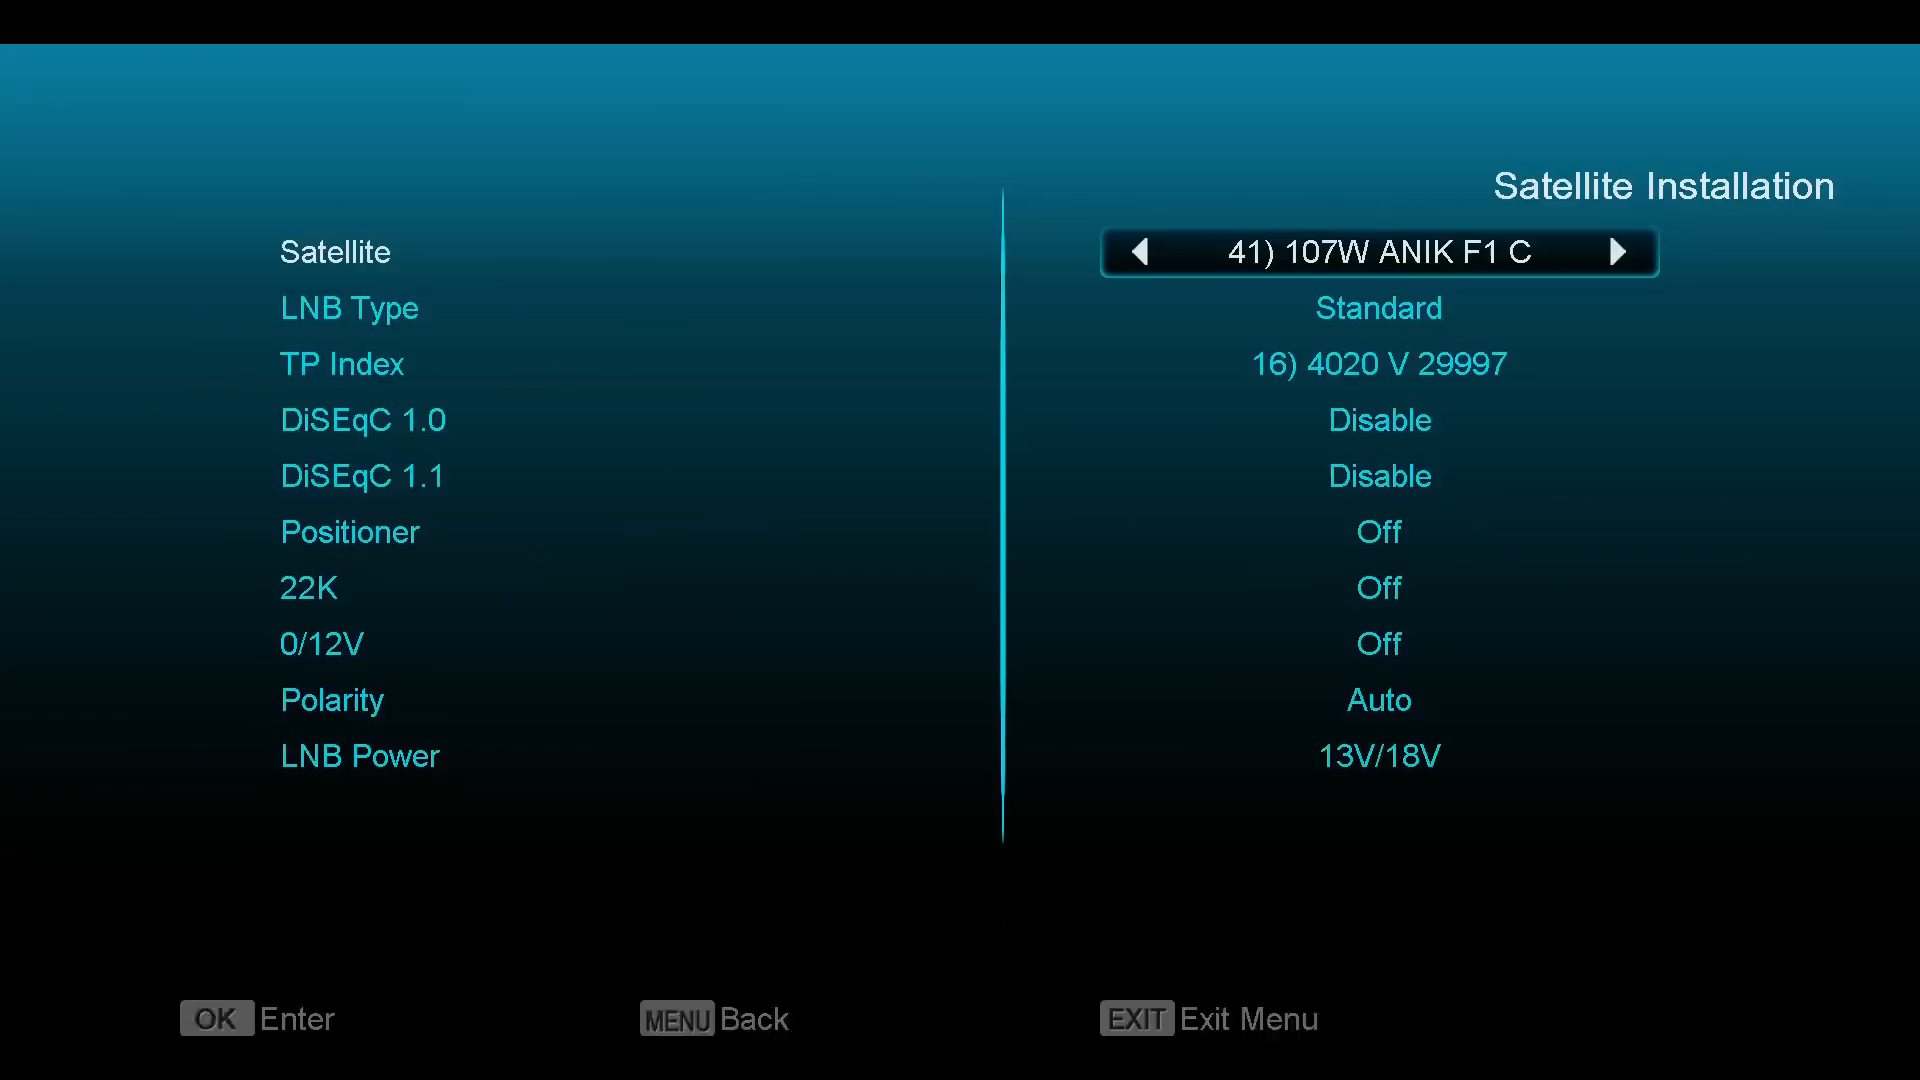 Satellite Installation
Satellite 41) 107W ANIK F1 C
LNB Type Standard
TP Index 16) 4020 V 29997
DiSEqC 1.0 Disable
DiSEqC 1.1 Disable
Positioner Off
22K Off
0/12V Off
Polarity Auto
LNB Power 13V/18V
OK Enter MENU Back EXIT Exit Menu